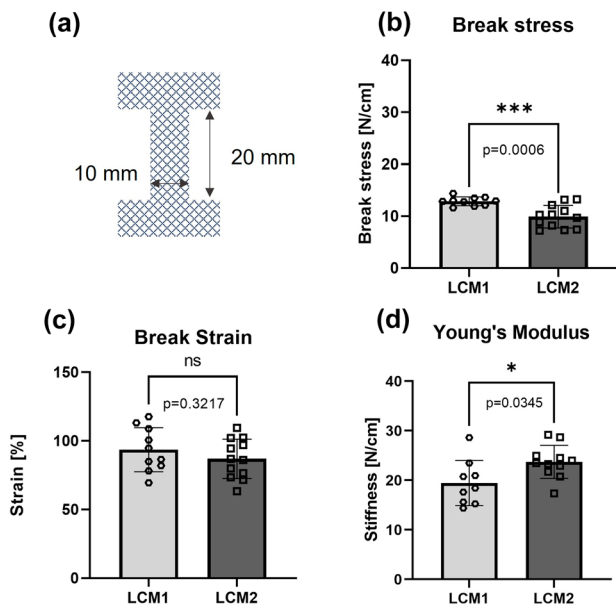 (a)
10 mm
20 mm
(b)
Break stress
Break stress [N/cm]
40
30
20
10
0
***
p=0.0006
LCM1
LCM2
(c)
Break Strain
Strain [%]
150
100
50
0
ns
p=0.3217
LCM1
LCM2
(d)
Young's Modulus
Stiffness [N/cm]
40
30
20
10
0
*
p=0.0345
LCM1
LCM2